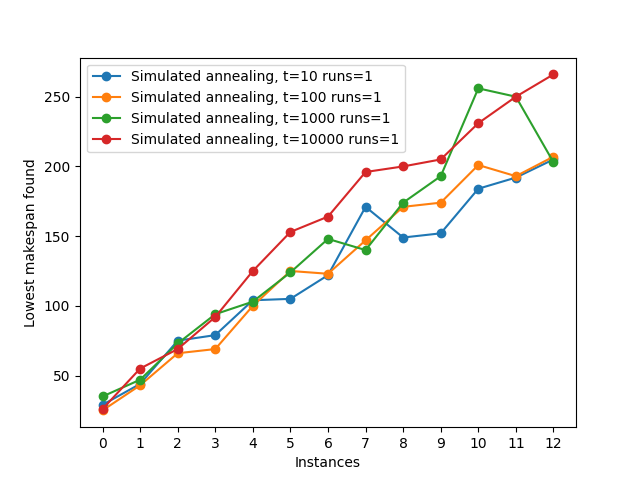 Simulated annealing, t=10 runs=1
Simulated annealing, t=100 runs=1
Simulated annealing, t=1000 runs=1
Simulated annealing, t=10000 runs=1
250
200
150
100
50
Lowest makespan found
0 1 2 3 4 5 6 7 8 9 10 11 12
Instances